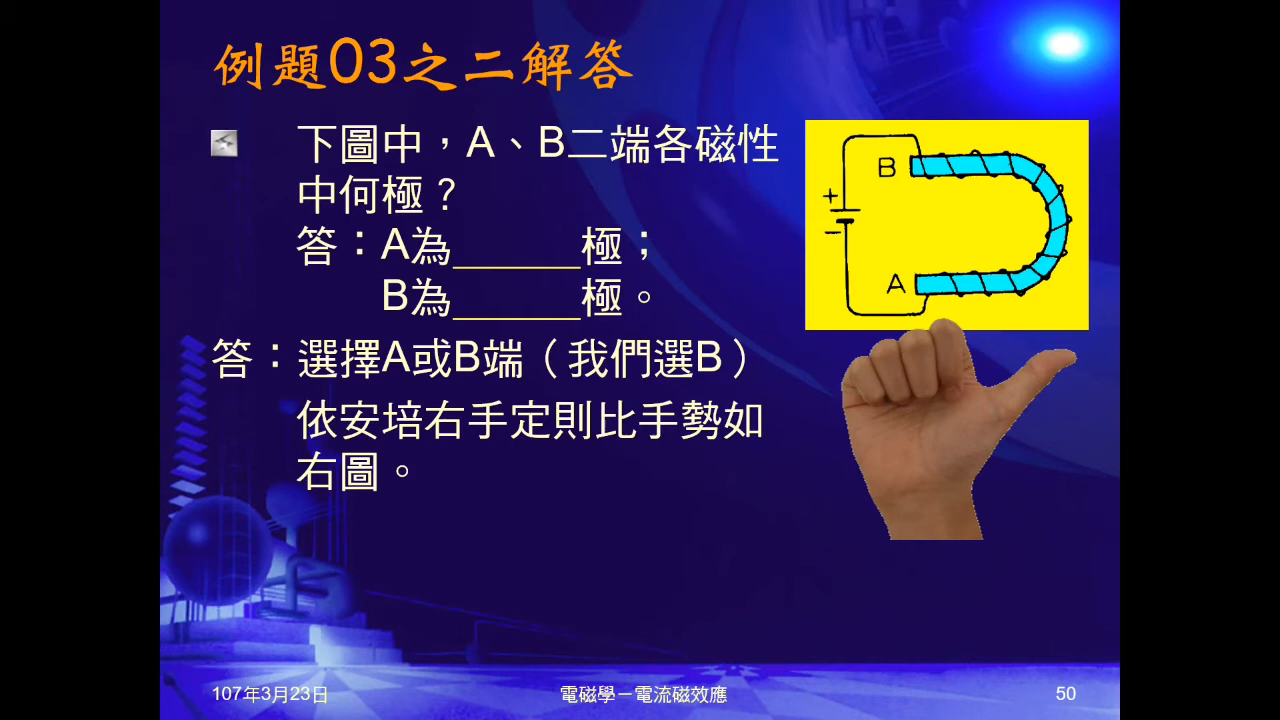 例題03之二解答
下圖中，A、B二端各磁性
中何極？
答：A為______極；
B為______極。
答：選擇A或B端（我們選B）
依安培右手定則比手勢如
右圖。
B
+
−
A
107年3月23日
電磁學－電流磁效應
50